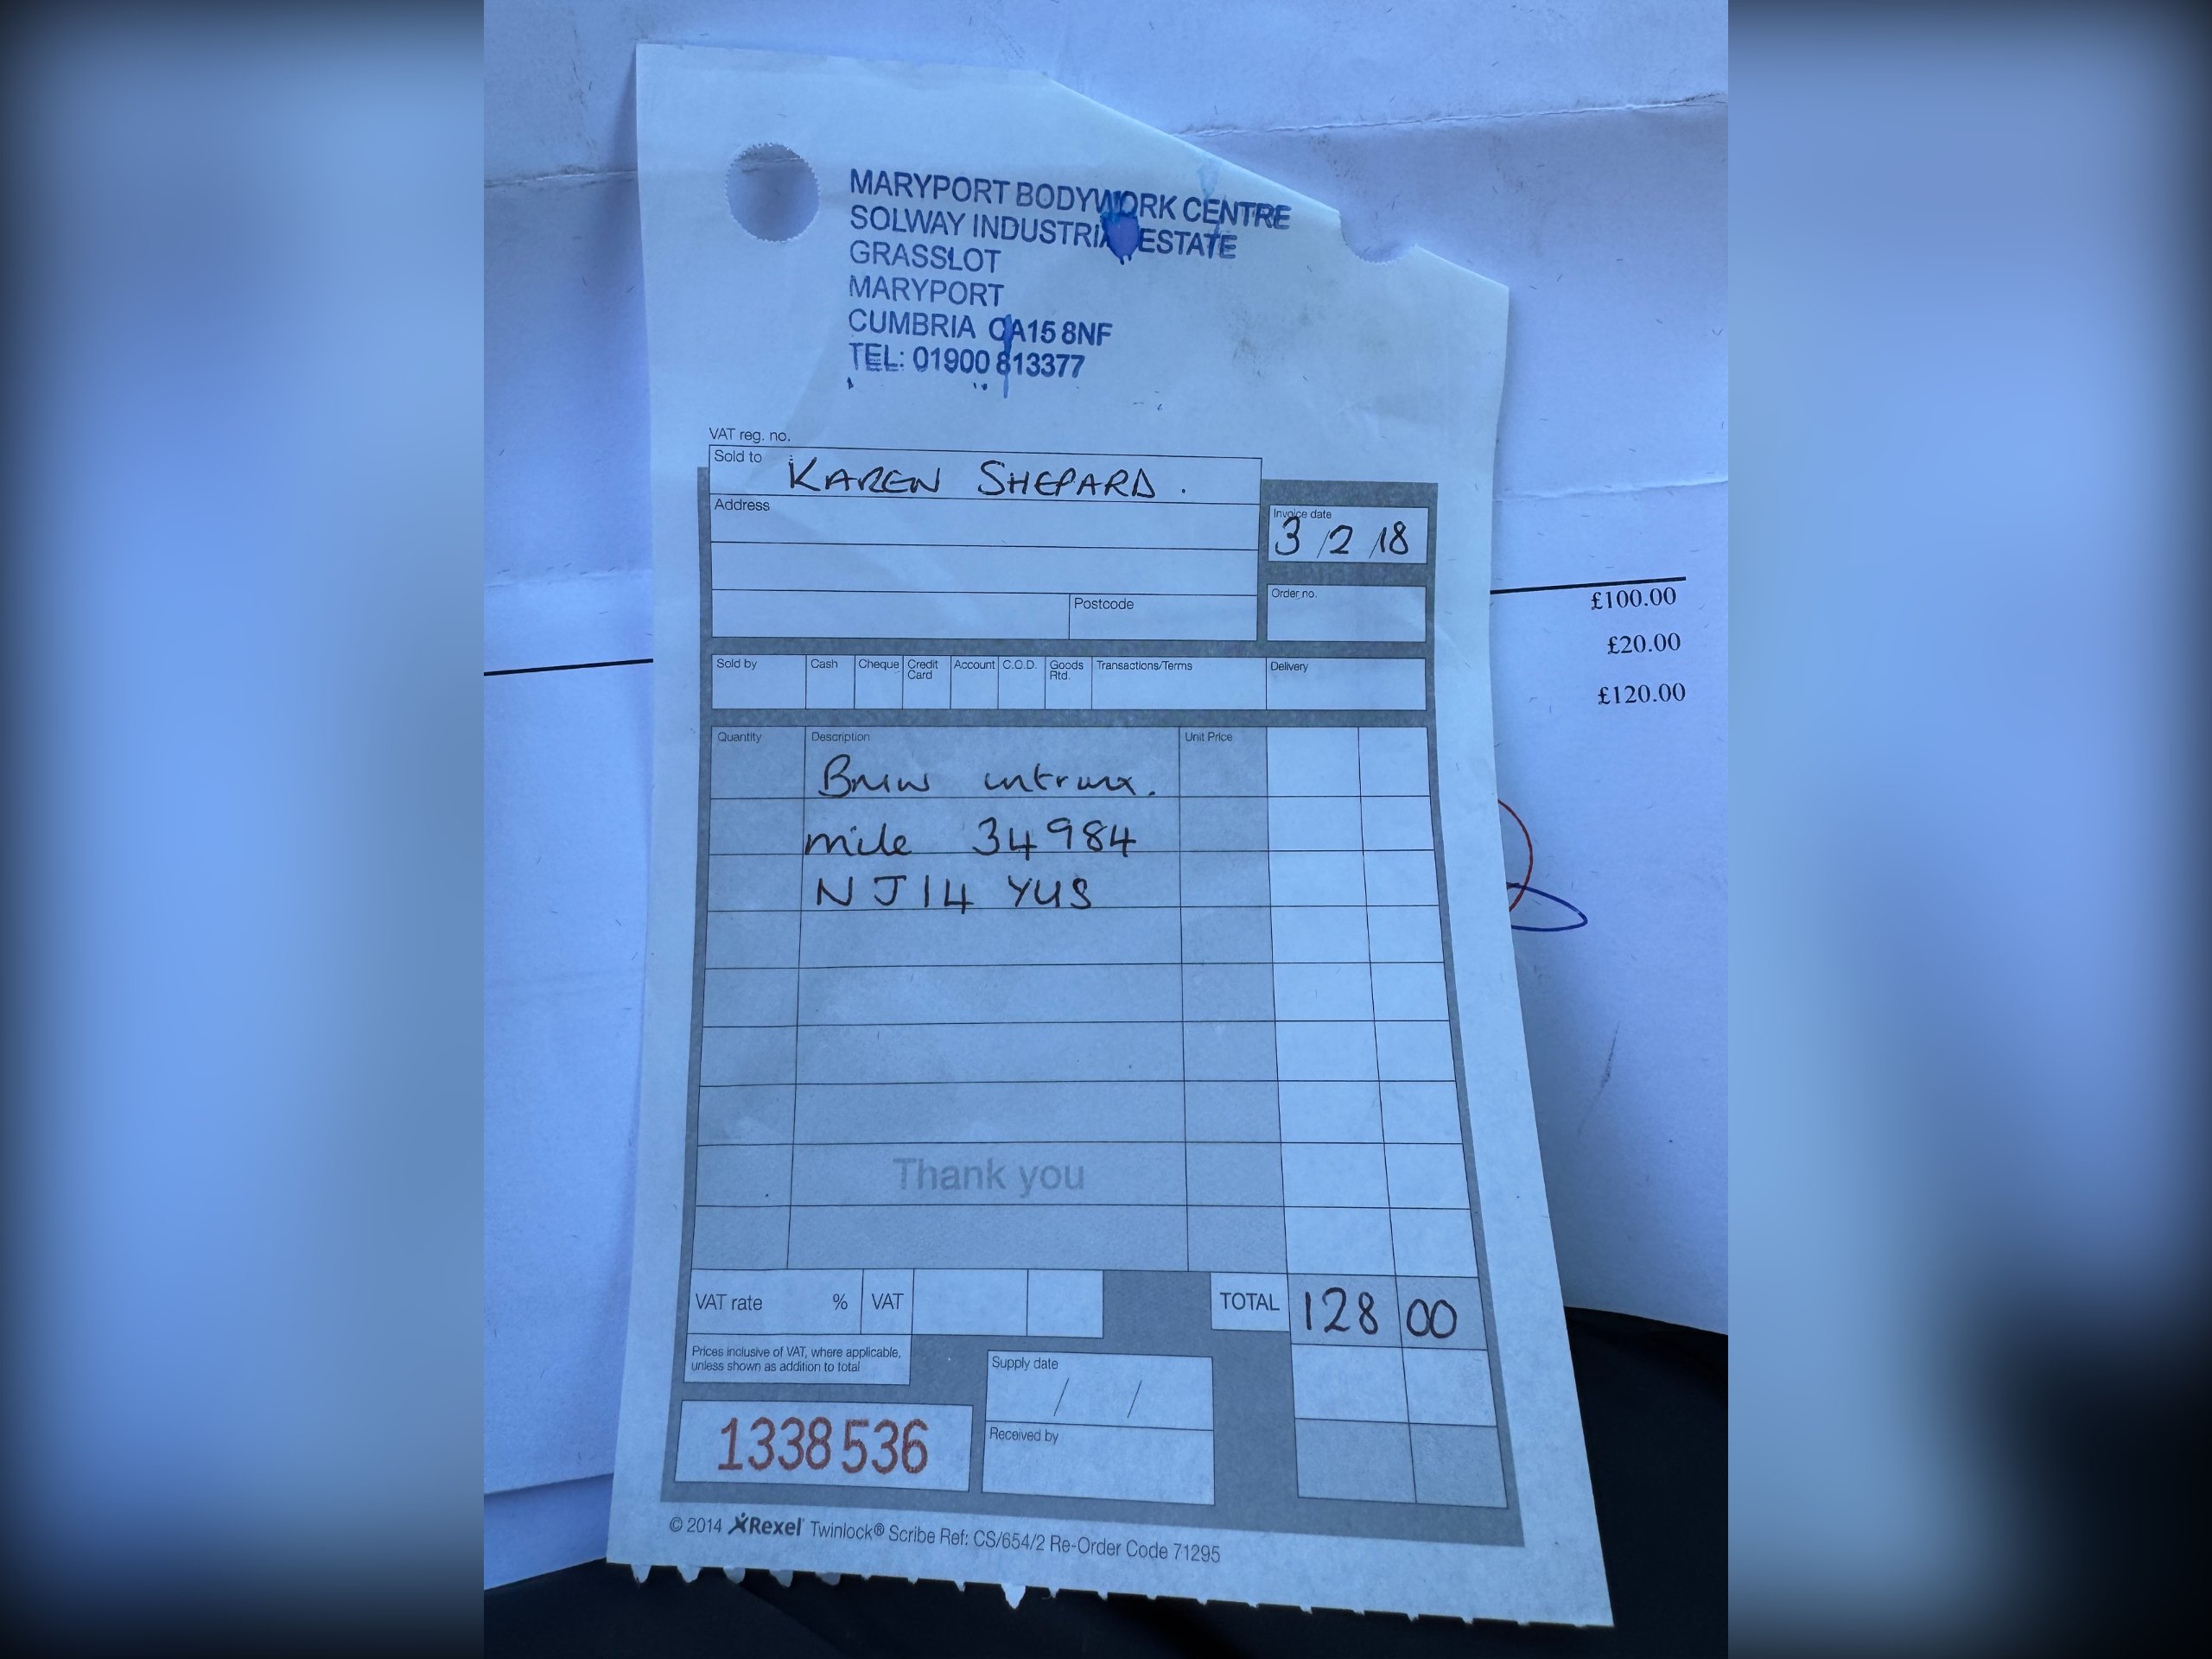 MARYPORT BODYWORK CENTRE
SOLWAY INDUSTRIAL ESTATE
GRASSLOT
MARYPORT
CUMBRIA CA15 8NF
TEL: 01900 813377
VAT reg. no.
Sold to KAREN SHEPARD.
Address
Invoice date
3/2/18
Postcode
Order no.
Sold by Cash Cheque Credit Card Account C.O.D. Goods Rtd. Transactions/Terms Delivery
£100.00
£20.00
£120.00
Quantity Description Unit Price
Bmw
mile 34984
NJ14 YUS
Thank you
VAT rate % VAT TOTAL 128 00
Prices inclusive of VAT, where applicable,
unless shown as addition to total
Supply date
/ /
Received by
1338536
© 2014 Rexel Twinlock® Scribe Ref: CS/654/2 Re-Order Code 71295